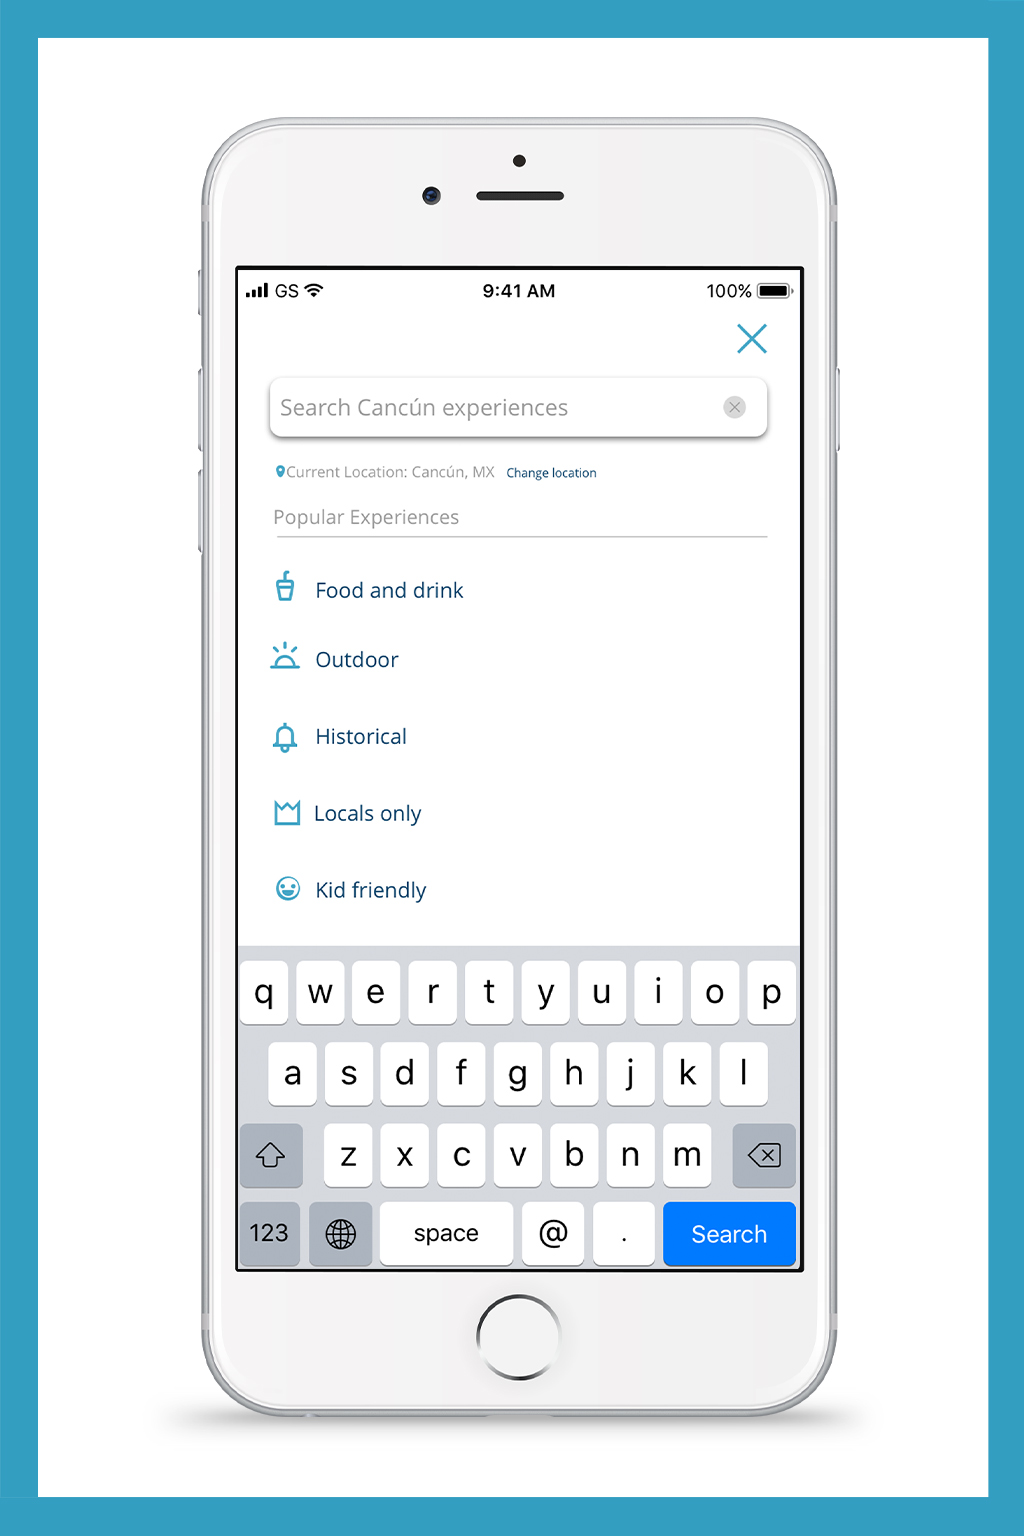 GS 9:41 AM 100%
Search Cancún experiences
Current Location: Cancún, MX Change location
Popular Experiences
Food and drink
Outdoor
Historical
Locals only
Kid friendly
q w e r t y u i o p
a s d f g h j k l
z x c v b n m
123 space @ . Search